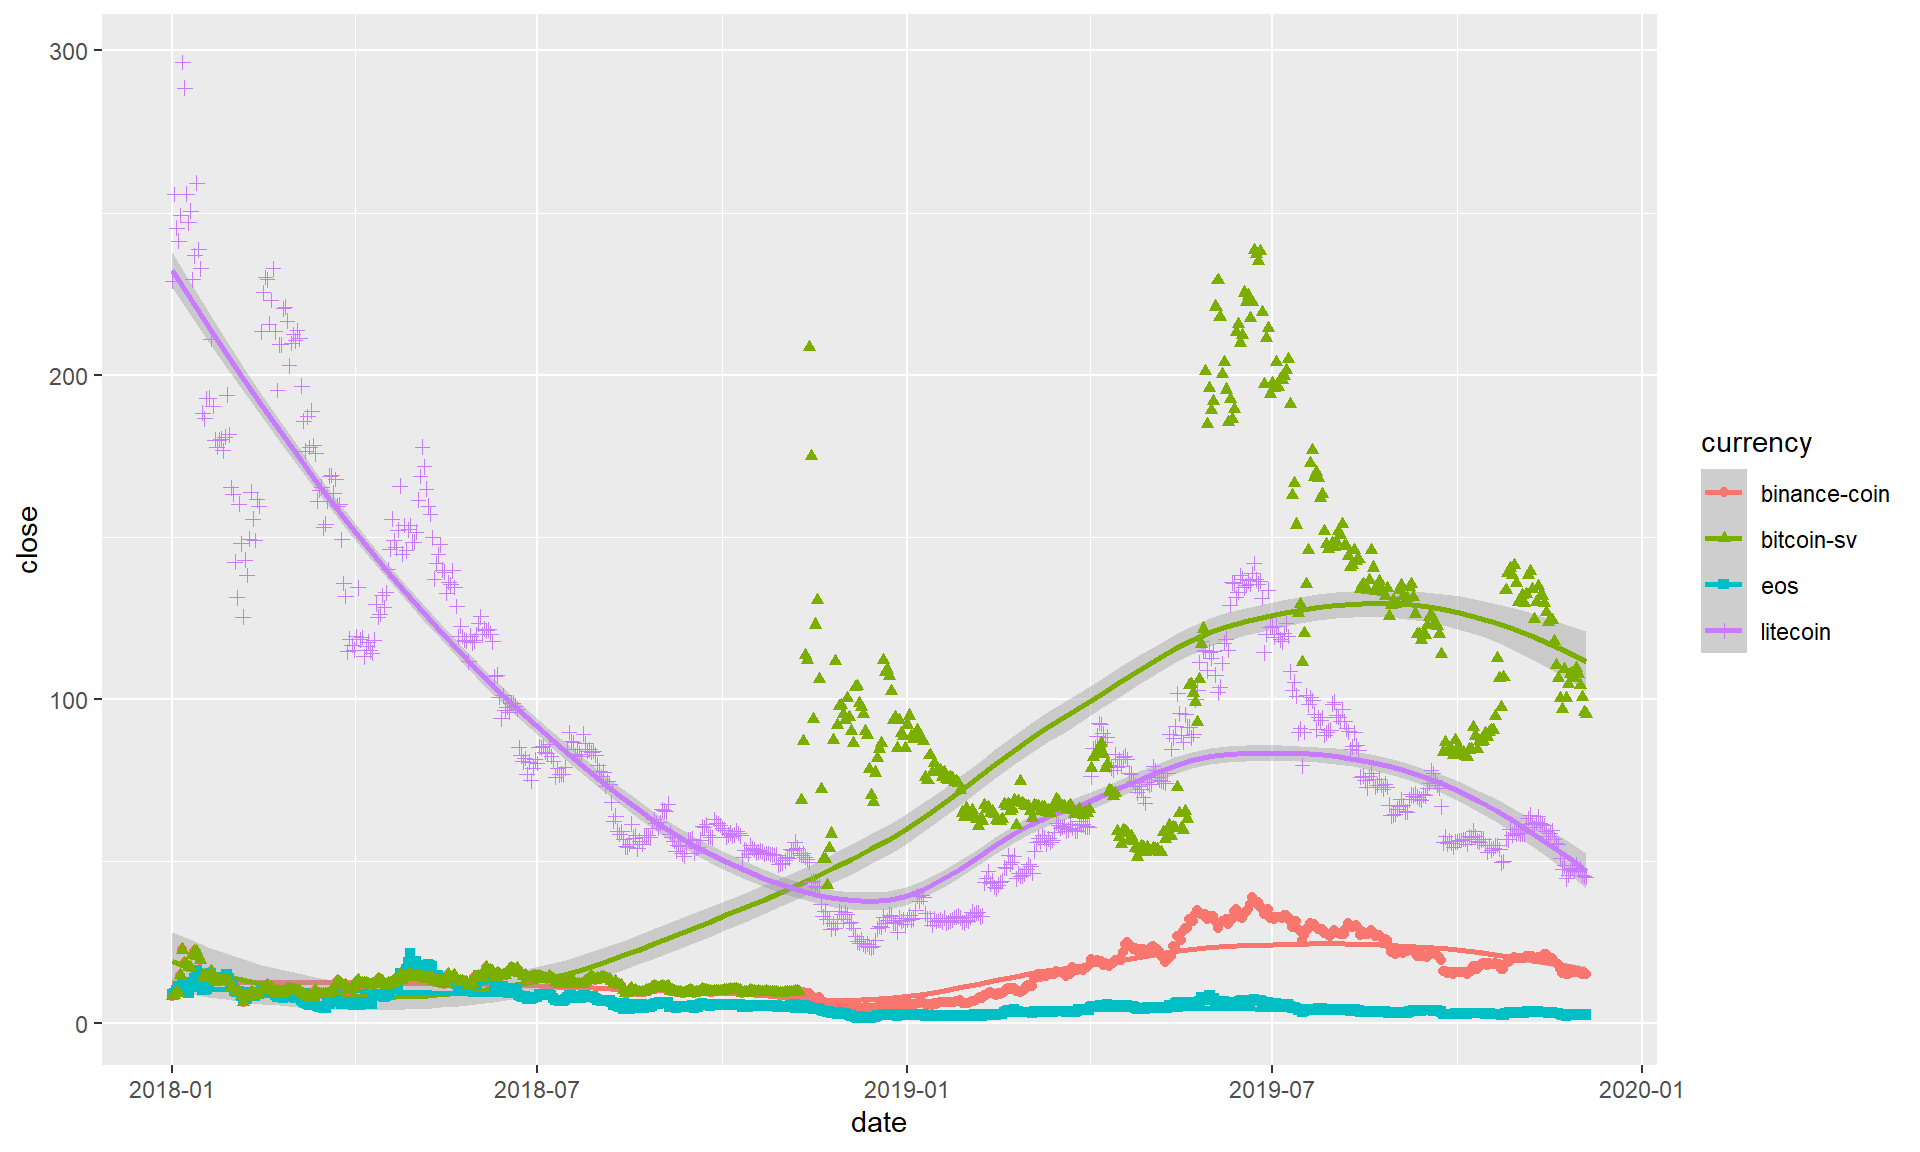 300
200
100
0
close
2018-01
2018-07
2019-01
2019-07
2020-01
date
currency
binance-coin
bitcoin-sv
eos
litecoin